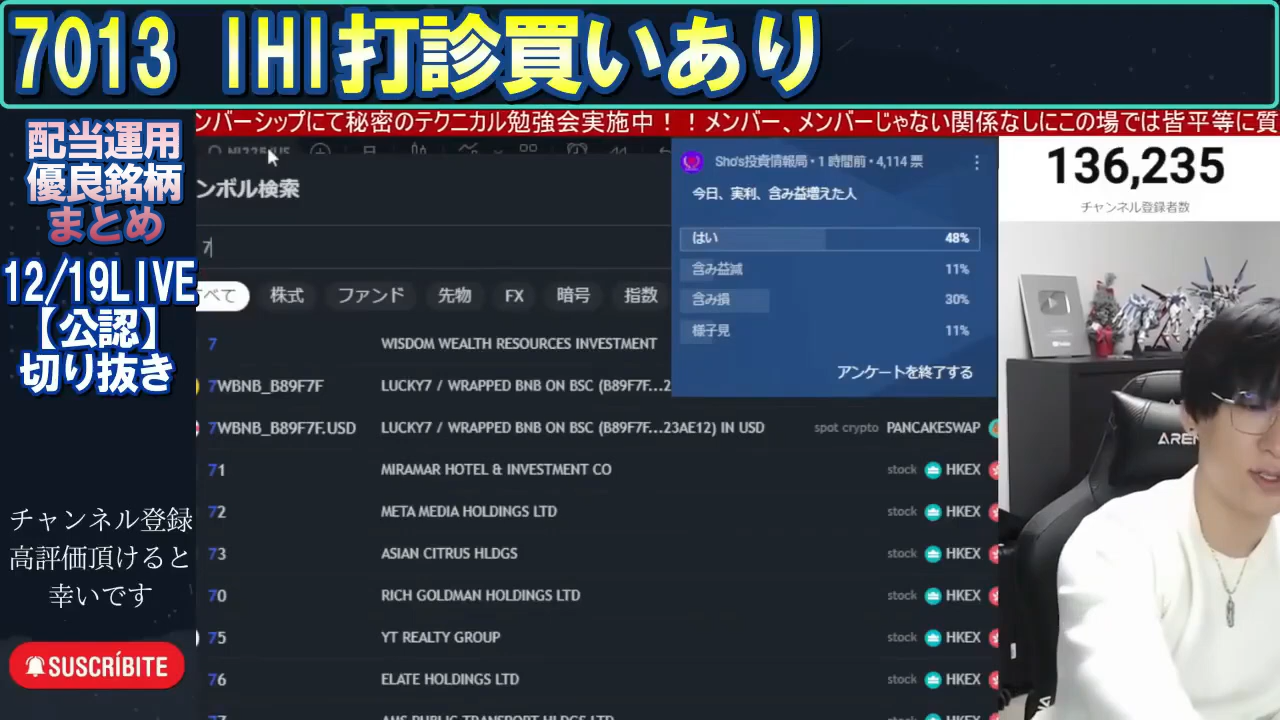 7013 IHI打診買いあり
配当運用
優良銘柄
まとめ
12/19LIVE
【公認】
切り抜き
チャンネル登録
高評価頂けると
幸いです
SUSCRÍBITE
ンバーシップにて秘密のテクニカル勉強会実施中！！メンバー、メンバーじゃない関係なしにこの場では皆平等に質
ンボル検索
7
べて 株式 ファンド 先物 FX 暗号 指数
7 WISDOM WEALTH RESOURCES INVESTMENT
7WBNB_B89F7F LUCKY7 / WRAPPED BNB ON BSC (B89F7F...2
7WBNB_B89F7F.USD LUCKY7 / WRAPPED BNB ON BSC (B89F7F...23AE12) IN USD spot crypto PANCAKESWAP
71 MIRAMAR HOTEL & INVESTMENT CO stock HKEX
72 META MEDIA HOLDINGS LTD stock HKEX
73 ASIAN CITRUS HLDGS stock HKEX
70 RICH GOLDMAN HOLDINGS LTD stock HKEX
75 YT REALTY GROUP stock HKEX
76 ELATE HOLDINGS LTD stock HKEX
Sho's投資情報局・1 時間前・4,114 票
今日、実利、含み益増えた人
はい 48%
含み益減 11%
含み損 30%
様子見 11%
アンケートを終了する
136,235
チャンネル登録者数